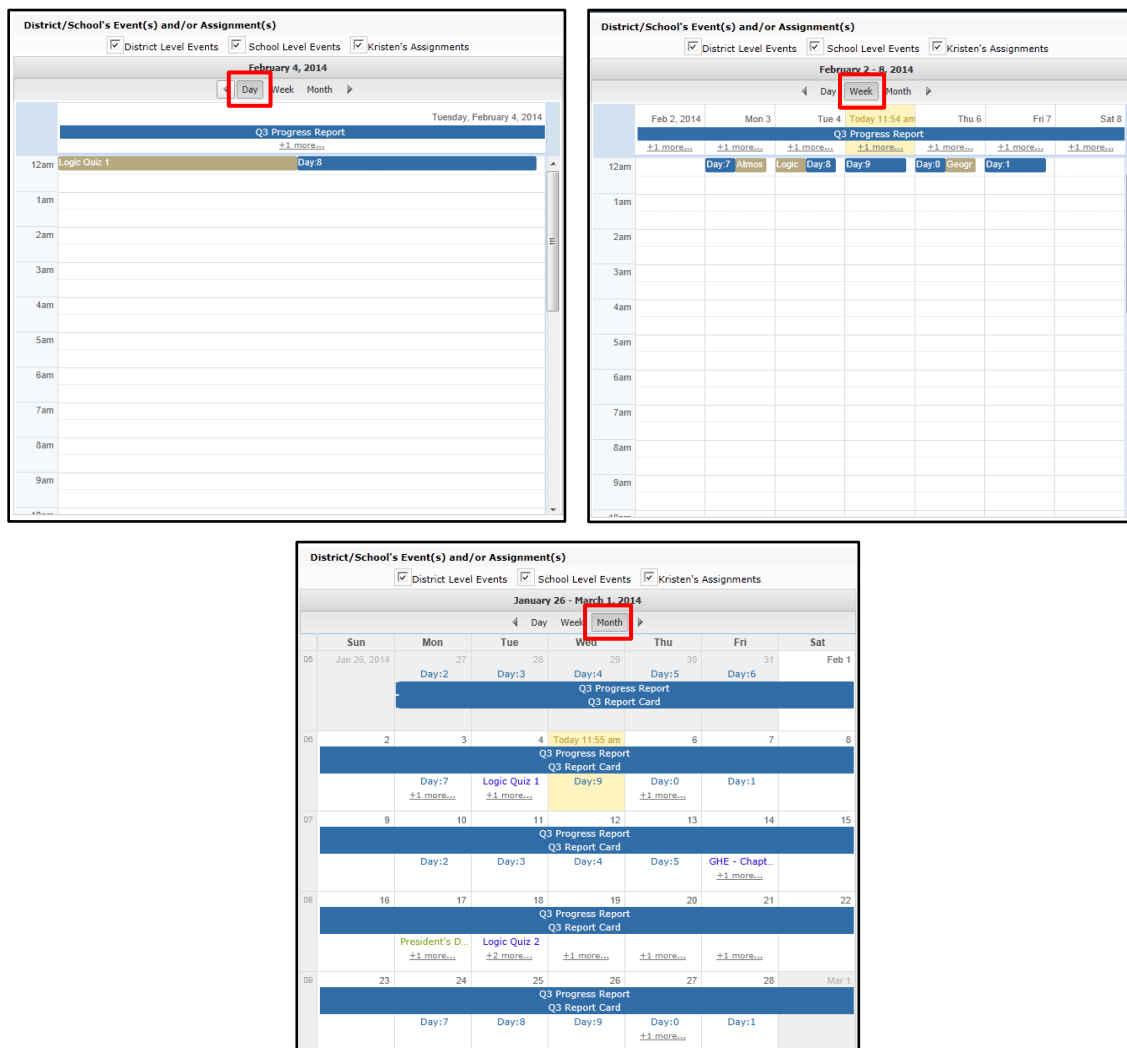 District/School's Event(s) and/or Assignment(s)
District Level Events School Level Events Kristen's Assignments
February 4, 2014
Day Week Month
Tuesday, February 4, 2014
Q3 Progress Report
+1 more...
12am Logic Quiz 1 Day:8
1am
2am
3am
4am
5am
6am
7am
8am
9am
District/School's Event(s) and/or Assignment(s)
District Level Events School Level Events Kristen's Assignments
February 2 - 8, 2014
Day Week Month
Feb 2, 2014 Mon 3 Tue 4 Today 11:54 am Thu 6 Fri 7 Sat 8
Q3 Progress Report
+1 more... +1 more... +1 more... +1 more... +1 more... +1 more... +1 more...
12am Day:7 Atmos Logic Day:8 Day:9 Day:0 Geogr Day:1
1am
2am
3am
4am
5am
6am
7am
8am
9am
District/School's Event(s) and/or Assignment(s)
District Level Events School Level Events Kristen's Assignments
January 26 - March 1, 2014
Day Week Month
Sun Mon Tue Wed Thu Fri Sat
05 Jan 26, 2014 27 28 29 30 31 Feb 1
Day:2 Day:3 Day:4 Day:5 Day:6
Q3 Progress Report
Q3 Report Card
06 2 3 4 Today 11:55 am 6 7 8
Q3 Progress Report
Q3 Report Card
Day:7 Logic Quiz 1 Day:9 Day:0 Day:1
+1 more... +1 more... +1 more...
07 9 10 11 12 13 14 15
Q3 Progress Report
Q3 Report Card
Day:2 Day:3 Day:4 Day:5 GHE - Chapt..
+1 more...
08 16 17 18 19 20 21 22
Q3 Progress Report
Q3 Report Card
President's D... Logic Quiz 2
+1 more... +2 more... +1 more... +1 more... +1 more...
09 23 24 25 26 27 28 Mar 1
Q3 Progress Report
Q3 Report Card
Day:7 Day:8 Day:9 Day:0 Day:1
+1 more...